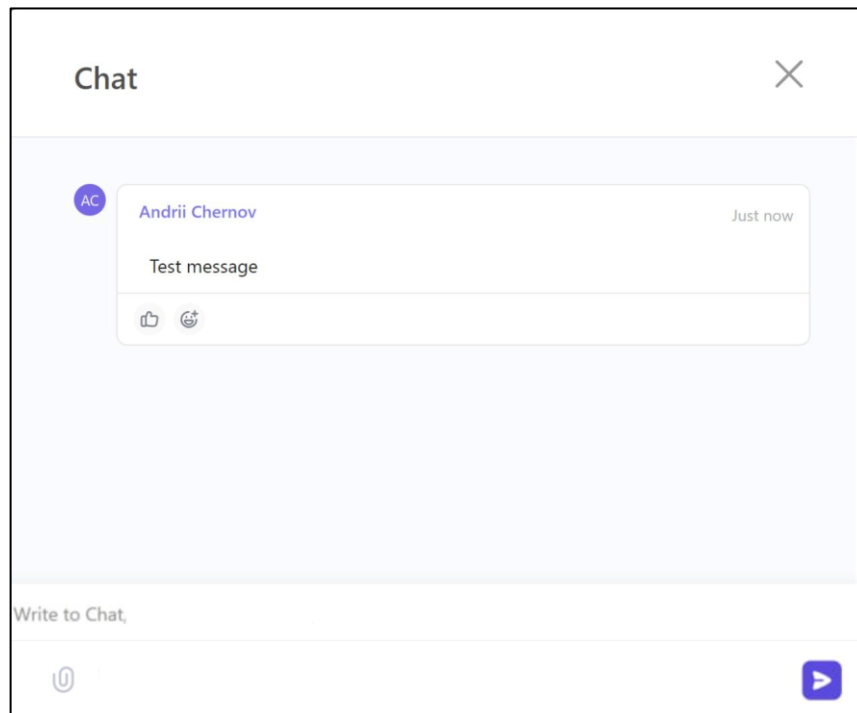 Chat
AC
Andrii Chernov
Just now
Test message
Write to Chat,